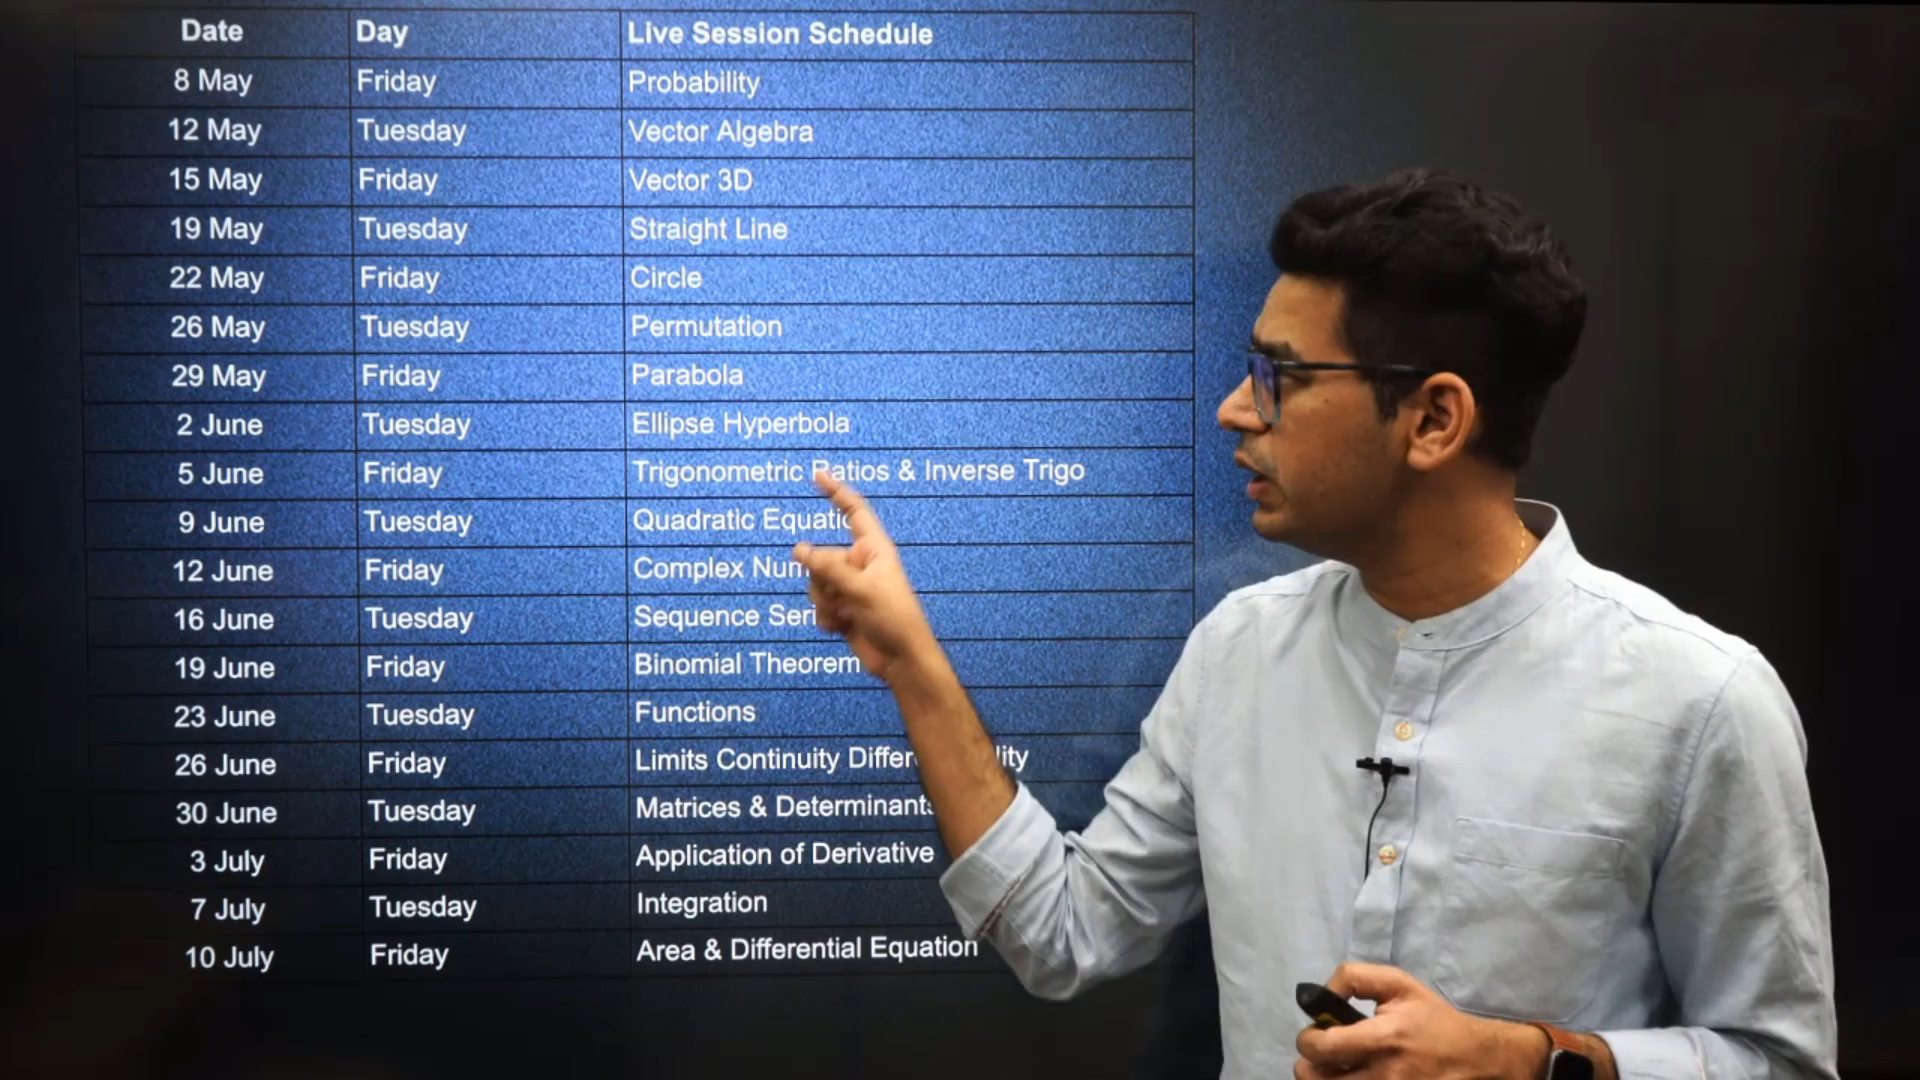 Date Day Live Session Schedule
8 May Friday Probability
12 May Tuesday Vector Algebra
15 May Friday Vector 3D
19 May Tuesday Straight Line
22 May Friday Circle
26 May Tuesday Permutation
29 May Friday Parabola
2 June Tuesday Ellipse Hyperbola
5 June Friday Trigonometric Ratios & Inverse Trigo
9 June Tuesday Quadratic
12 June Friday Complex
16 June Tuesday Sequence
19 June Friday Binomial Theorem
23 June Tuesday Functions
26 June Friday Limits Continuity
30 June Tuesday Matrices & Determinants
3 July Friday Application of Derivative
7 July Tuesday Integration
10 July Friday Area & Differential Equation